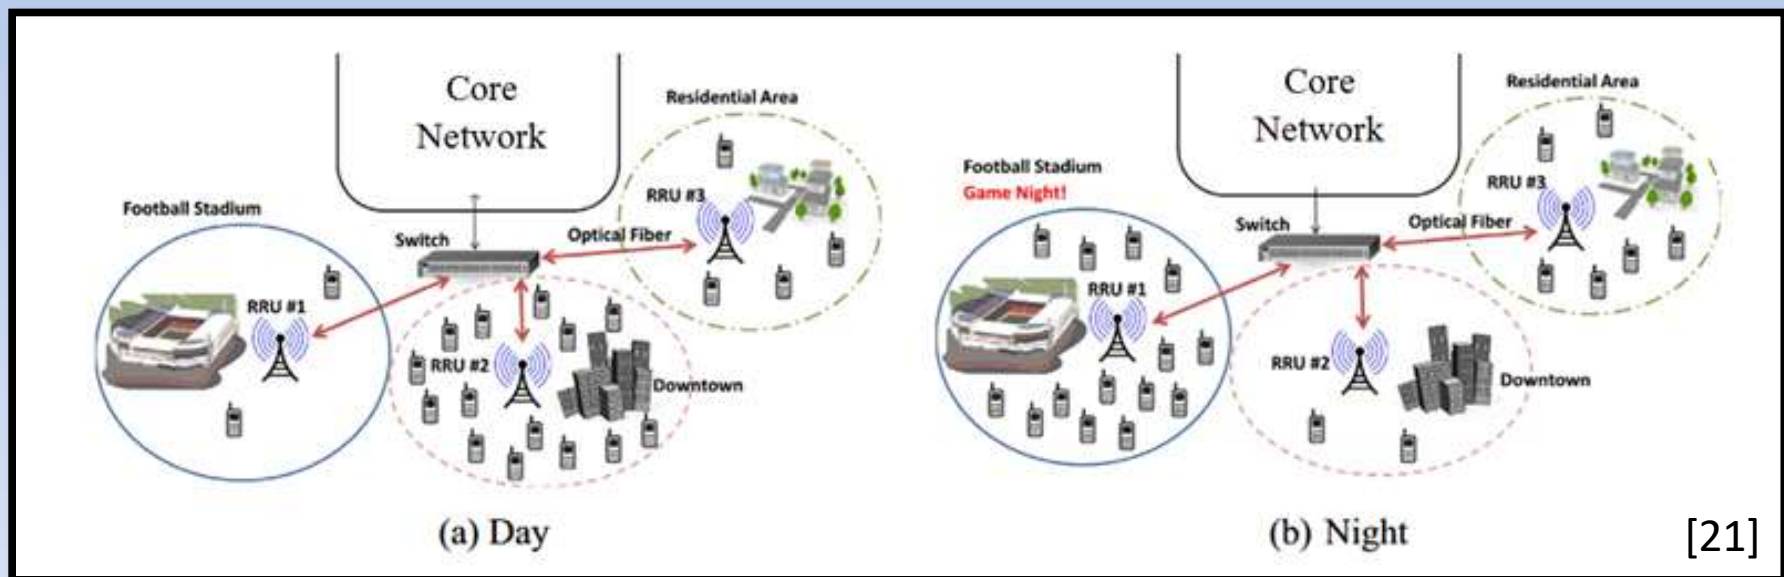 Core
Network
Residential Area
RRU #3
Football Stadium
Switch
Optical Fiber
RRU #1
RRU #2
Downtown
(a) Day
Core
Network
Residential Area
Football Stadium
Game Night!
RRU #3
Switch
Optical Fiber
RRU #1
RRU #2
Downtown
(b) Night
[21]